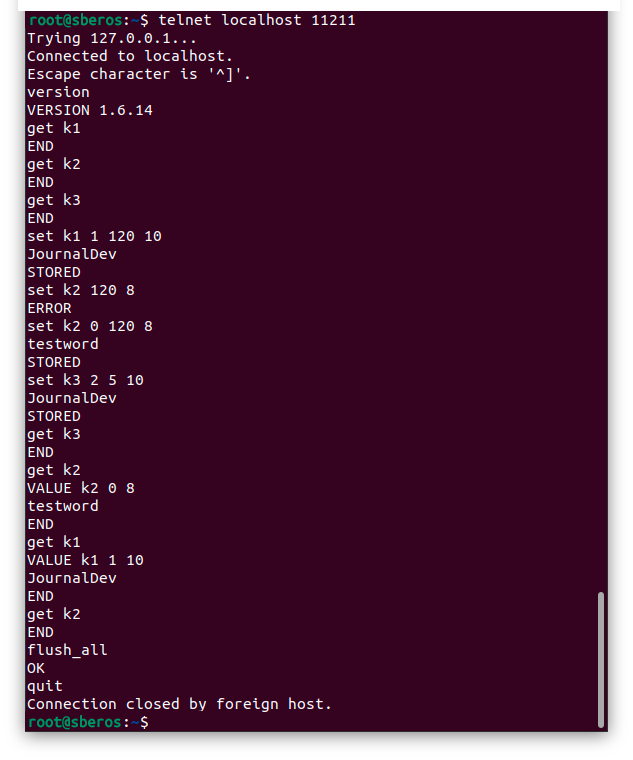 root@sberos:~$ telnet localhost 11211
Trying 127.0.0.1...
Connected to localhost.
Escape character is '^]'.
version
VERSION 1.6.14
get k1
END
get k2
END
get k3
END
set k1 1 120 10
JournalDev
STORED
set k2 120 8
ERROR
set k2 0 120 8
testword
STORED
set k3 2 5 10
JournalDev
STORED
get k3
END
get k2
VALUE k2 0 8
testword
END
get k1
VALUE k1 1 10
JournalDev
END
get k2
END
flush_all
OK
quit
Connection closed by foreign host.
root@sberos:~$